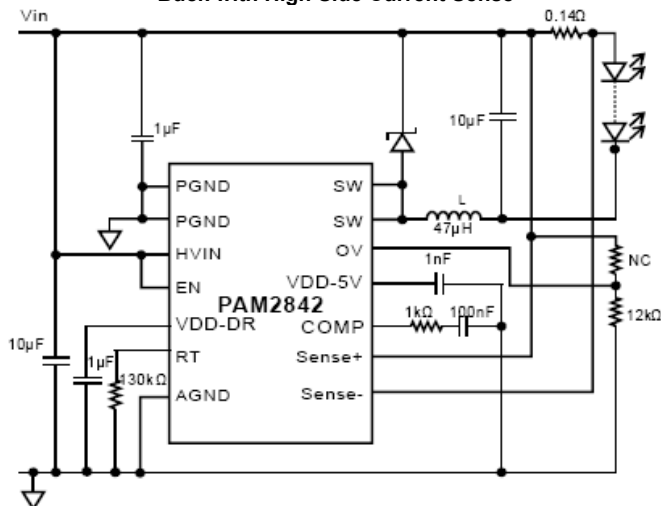 Buck with High Side Current Sense
Vin
0.14Ω
1μF
10μF
PGND
SW
PGND
SW
L
47μH
HVIN
OV
1nF
NC
EN
VDD-5V
PAM2842
VDD-DR
COMP
1kΩ
100nF
12kΩ
10μF
1μF
RT
Sense+
130kΩ
AGND
Sense-